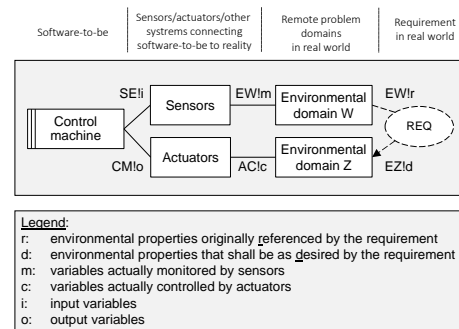 Software-to-be
Sensors/actuators/other
systrems connecting
software-to-be to reality
Remote problem
domains
in real world
Requirement
in real world
SE!i
EW!m
EW!r
Sensors
Environmental
domain W
Control
machine
REQ
Actuators
Environmental
domain Z
CM!o
AC!c
EZ!d
Legend:
r: environmental properties originally referenced by the requirement
d: environmental properties that shall be as desired by the requirement
m: variables actually monitored by sensors
c: variables actually controlled by actuators
i: input variables
o: output variables